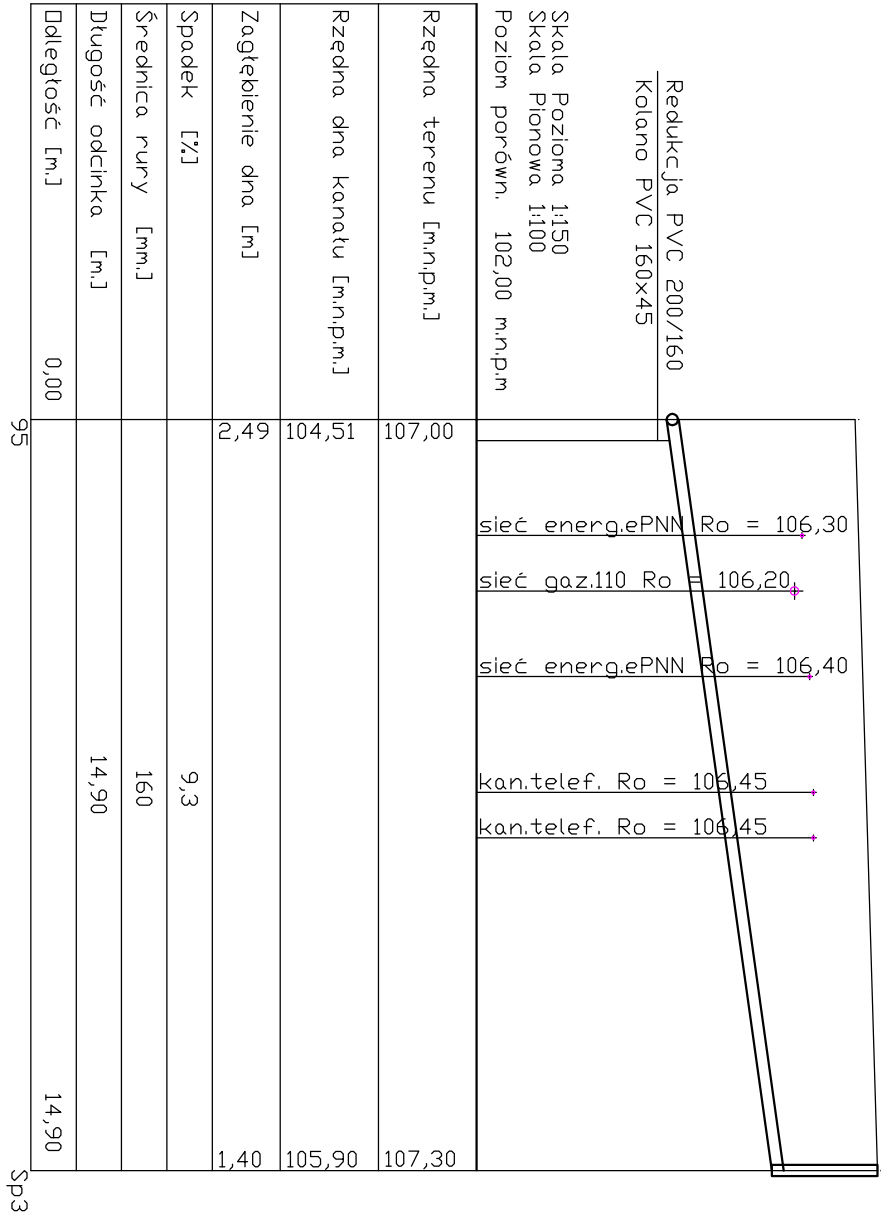 Redukcja PVC 200/160
Kolano PVC 160x45
Skala Pozioma 1:150
Skala Pionowa 1:100
Poziom porówn. 102,00 m.n.p.m
Rzędna terenu [m.n.p.m.]
107,00
107,30
Rzędna dna kanału [m.n.p.m.]
104,51
105,90
Zagłębienie dna [m]
2,49
1,40
Spadek [%]
9,3
Średnica rury [mm.]
160
Długość odcinka [m.]
14,90
Odległość [m.]
0,00
14,90
95
Sp3
sieć energ.ePNN Ro = 106,30
sieć gaz.110 Ro = 106,20
sieć energ.ePNN Ro = 106,40
kan.telef. Ro = 106,45
kan.telef. Ro = 106,45